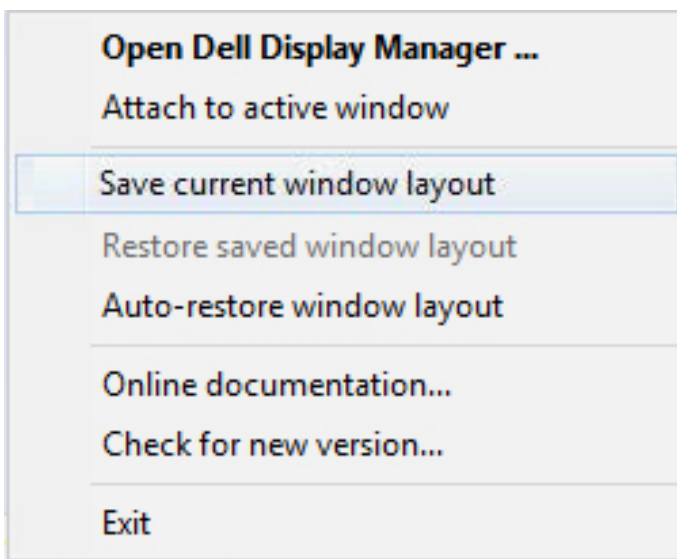 Open Dell Display Manager ...
Attach to active window
Save current window layout
Restore saved window layout
Auto-restore window layout
Online documentation...
Check for new version...
Exit